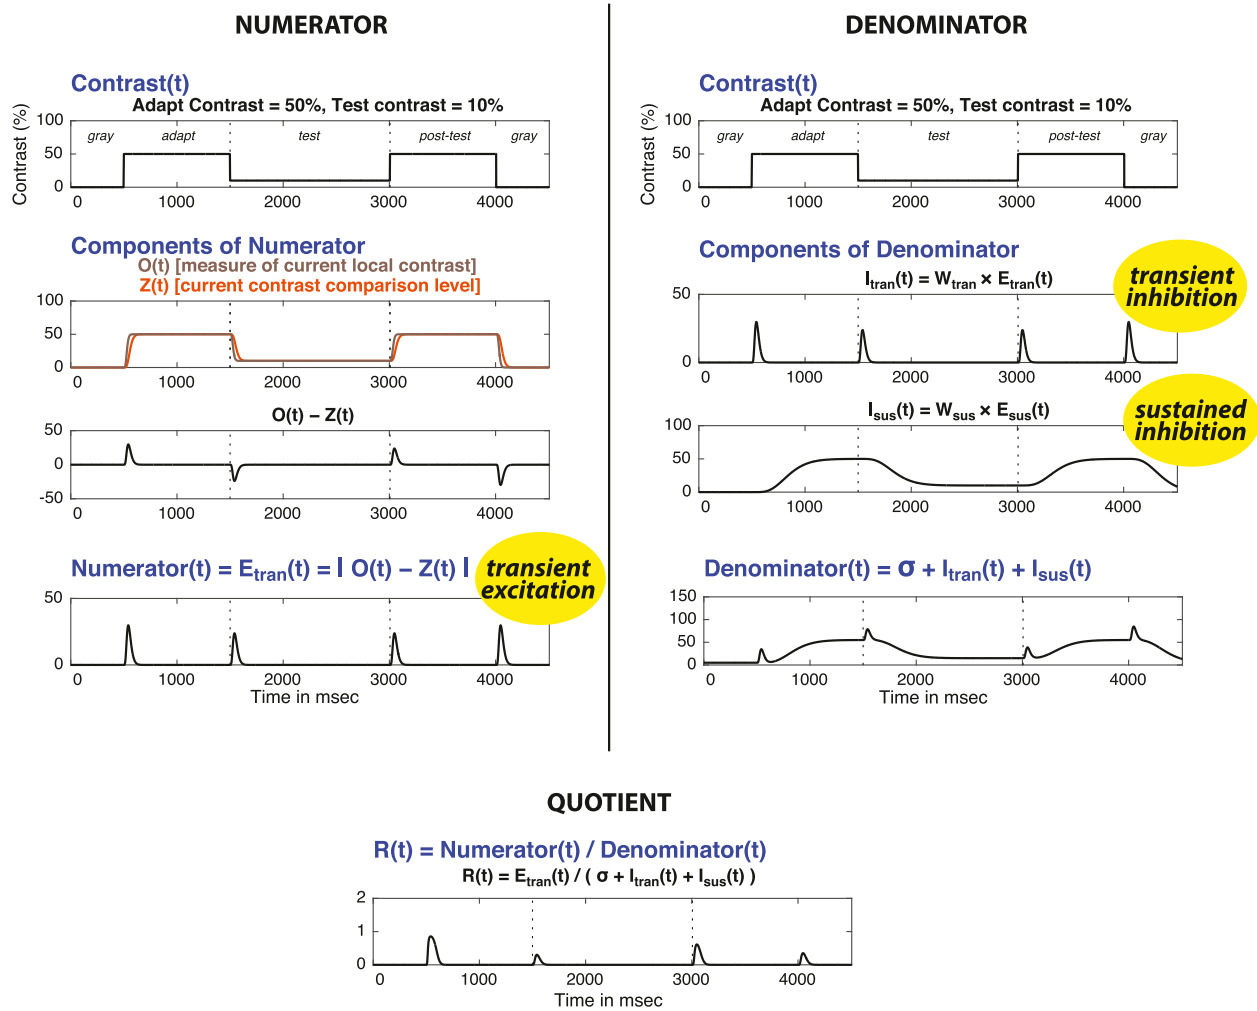 NUMERATOR
Contrast(t)
Adapt Contrast = 50%, Test contrast = 10%
Contrast (%)
100
50
0
gray adapt test post-test gray
0 1000 2000 3000 4000
Components of Numerator
O(t) [measure of current local contrast]
Z(t) [current contrast comparison level]
100
50
0
0 1000 2000 3000 4000
O(t) – Z(t)
50
0
-50
0 1000 2000 3000 4000
Numerator(t) = Etran(t) = | O(t) – Z(t) |
transient
excitation
50
0
0 1000 2000 3000 4000
Time in msec
DENOMINATOR
Contrast(t)
Adapt Contrast = 50%, Test contrast = 10%
Contrast (%)
100
50
0
gray adapt test post-test gray
0 1000 2000 3000 4000
Components of Denominator
Itran(t) = Wtran × Etran(t)
transient
inhibition
50
0
0 1000 2000 3000 4000
Isus(t) = Wsus × Esus(t)
sustained
inhibition
100
50
0
0 1000 2000 3000 4000
Denominator(t) = σ + Itran(t) + Isus(t)
150
100
50
0
0 1000 2000 3000 4000
Time in msec
QUOTIENT
R(t) = Numerator(t) / Denominator(t)
R(t) = Etran(t) / ( σ + Itran(t) + Isus(t) )
2
1
0
0 1000 2000 3000 4000
Time in msec